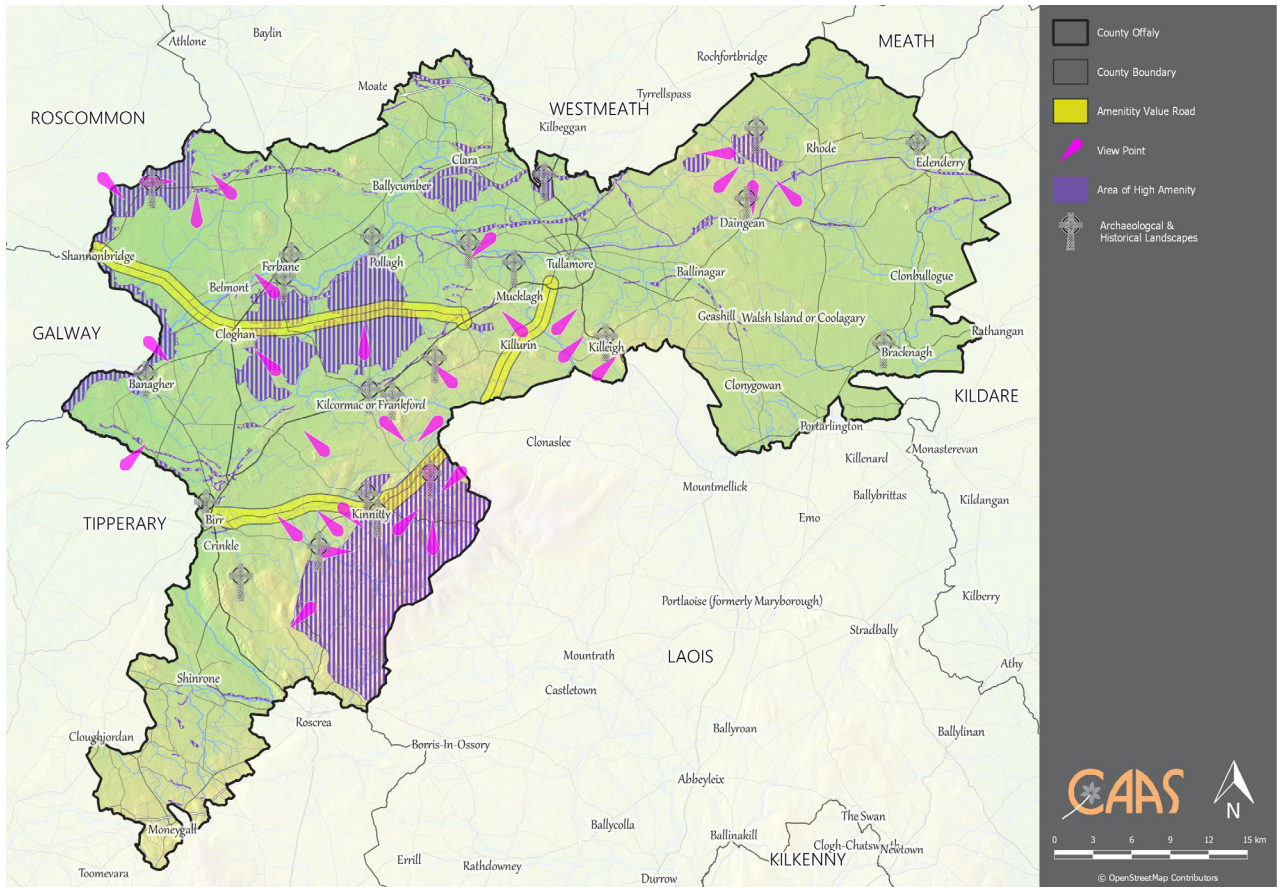 Athlone
Baylin
Rochfortbridge
MEATH
Moate
Tyrrellspass
WESTMEATH
ROSCOMMON
Kilbeggan
Clara
Rhode
Edenderry
Ballycumber
Daingean
Shannonbridge
Ferbane
Pollagh
Tullamore
Ballinagar
Clonbullogue
Belmont
Mucklagh
GALWAY
Cloghan
Geashill
Walsh Island or Coolagary
Rathangan
Killurin
Killeigh
Bracknagh
Banagher
Clonygowan
KILDARE
Kilcormac or Frankford
Portarlington
Clonaslee
Monasterevan
Killenard
Mountmellick
Ballybrittas
Kildangan
TIPPERARY
Birr
Kinnitty
Emo
Crinkle
Portlaoise (formerly Maryborough)
Kilberry
Stradbally
Mountrath
LAOIS
Athy
Shinrone
Castletown
Roscrea
Ballyroan
Ballylinan
Cloughjordan
Borris-In-Ossory
Abbeyleix
Moneygall
Ballycolla
Ballinakill
The Swan
Clogh-Chatsw
Newtown
Errill
Rathdowney
KILKENNY
Toomevara
Durrow
County Offaly
County Boundary
Amenitity Value Road
View Point
Area of High Amenity
Archaeologcal &
Historical Landscapes
CAAS
N
0 3 6 9 12 15 km
© OpenStreetMap Contributors